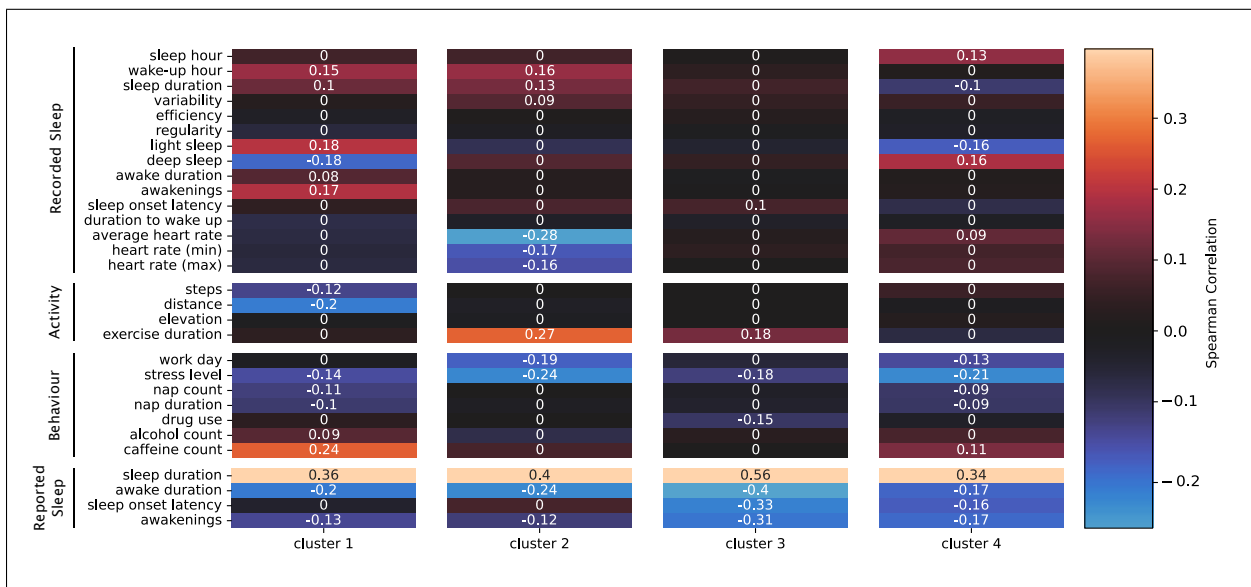 sleep hour 0 0 0 0.13
wake-up hour 0.15 0.16 0 0
sleep duration 0.1 0.13 0 -0.1
variability 0 0.09 0 0
efficiency 0 0 0 0
regularity 0 0 0 0
light sleep 0.18 0 0 -0.16
deep sleep -0.18 0 0 0.16
awake duration 0.08 0 0 0
awakenings 0.17 0 0 0
sleep onset latency 0 0 0.1 0
duration to wake up 0 0 0 0
average heart rate 0 -0.28 0 0.09
heart rate (min) 0 -0.17 0 0
heart rate (max) 0 -0.16 0 0
Recorded Sleep
steps -0.12 0 0 0
distance -0.2 0 0 0
elevation 0 0 0 0
exercise duration 0 0.27 0.18 0
Activity
work day 0 -0.19 0 -0.13
stress level -0.14 -0.24 -0.18 -0.21
nap count -0.11 0 0 -0.09
nap duration -0.1 0 0 -0.09
drug use 0 0 -0.15 0
alcohol count 0.09 0 0 0
caffeine count 0.24 0 0 0.11
Behaviour
sleep duration 0.36 0.4 0.56 0.34
awake duration -0.2 -0.24 -0.4 -0.17
sleep onset latency 0 0 -0.33 -0.16
awakenings -0.13 -0.12 -0.31 -0.17
Reported
Sleep
cluster 1 cluster 2 cluster 3 cluster 4
0.3
0.2
0.1
0.0
−0.1
−0.2
Spearman Correlation